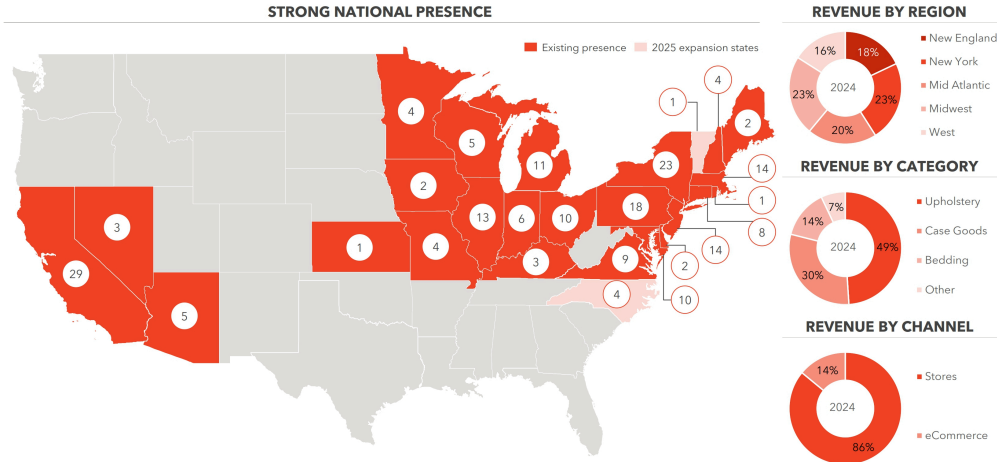 STRONG NATIONAL PRESENCE
Existing presence
2025 expansion states
4
1
4
2
5
11
23
14
2
1
18
13
6
10
8
3
1
4
14
9
3
2
29
4
10
5
REVENUE BY REGION
16%
18%
23%
2024
23%
20%
New England
New York
Mid Atlantic
Midwest
West
REVENUE BY CATEGORY
7%
14%
2024
49%
30%
Upholstery
Case Goods
Bedding
Other
REVENUE BY CHANNEL
14%
2024
86%
Stores
eCommerce